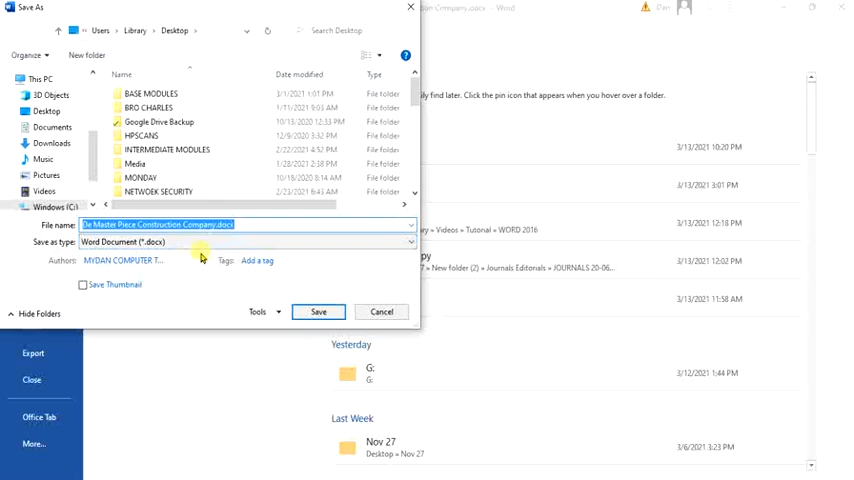 Save As
Users > Library > Desktop >
Search Desktop
Organize
New folder
This PC
3D Objects
Desktop
Documents
Downloads
Music
Pictures
Videos
Windows (C:)
Name
Date modified
Type
BASE MODULES 3/1/2021 1:01 PM File folder
BRO CHARLES 1/11/2021 9:03 AM File folder
Google Drive Backup 10/13/2020 12:33 PM File folder
HPSCANS 12/9/2020 3:32 PM File folder
INTERMEDIATE MODULES 2/22/2021 4:52 PM File folder
Media 1/28/2021 2:38 PM File folder
MONDAY 10/18/2020 8:14 AM File folder
NETWOEK SECURITY 2/23/2021 6:43 AM File folder
File name: De Master Piece Construction Company.docx
Save as type: Word Document (*.docx)
Authors: MYDAN COMPUTER T...
Tags: Add a tag
Save Thumbnail
Hide Folders
Tools
Save
Cancel
Export
Close
Office Tab
More...
Company.docx - Word
Dan
ily find later. Click the pin icon that appears when you hover over a folder.
3/13/2021 10:20 PM
3/13/2021 3:01 PM
3/13/2021 12:18 PM
ary » Videos » Tutorial » WORD 2016
py
3/13/2021 12:02 PM
7 » New folder (2) » Journals Editorials » JOURNALS 20-06...
3/13/2021 11:58 AM
Yesterday
G:
G:
3/12/2021 1:44 PM
Last Week
Nov 27
Desktop » Nov 27
3/6/2021 3:23 PM